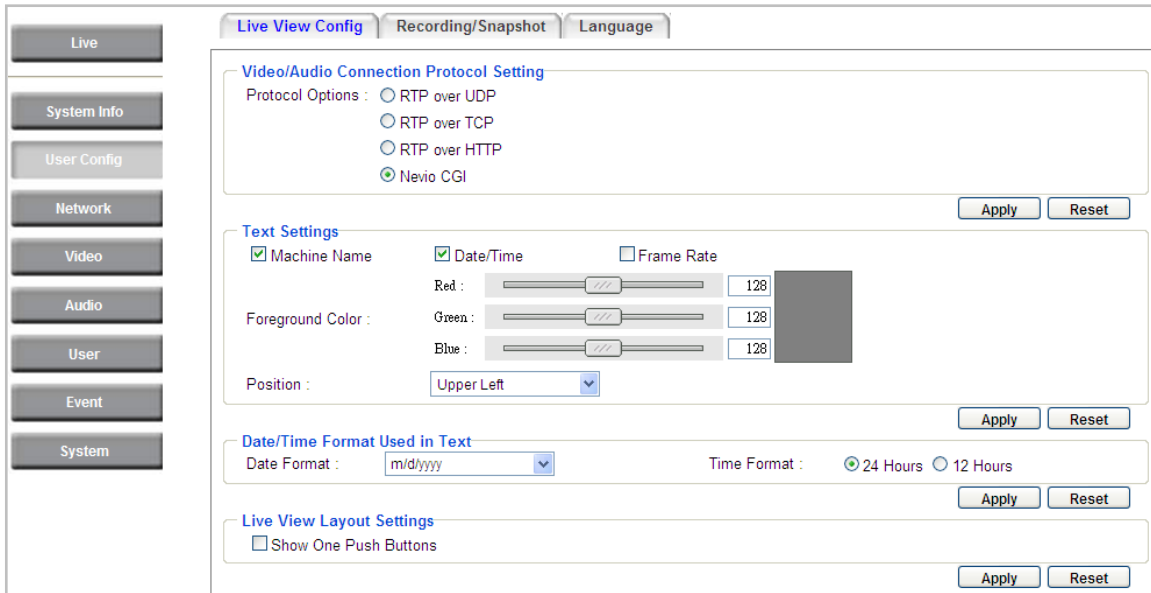 Live
System Info
User Config
Network
Video
Audio
User
Event
System
Live View Config Recording/Snapshot Language
Video/Audio Connection Protocol Setting
Protocol Options : RTP over UDP
RTP over TCP
RTP over HTTP
Nevio CGI
Apply Reset
Text Settings
Machine Name Date/Time Frame Rate
Red : 128
Foreground Color : Green : 128
Blue : 128
Position : Upper Left
Apply Reset
Date/Time Format Used in Text
Date Format : m/d/yyyy Time Format : 24 Hours 12 Hours
Apply Reset
Live View Layout Settings
Show One Push Buttons
Apply Reset